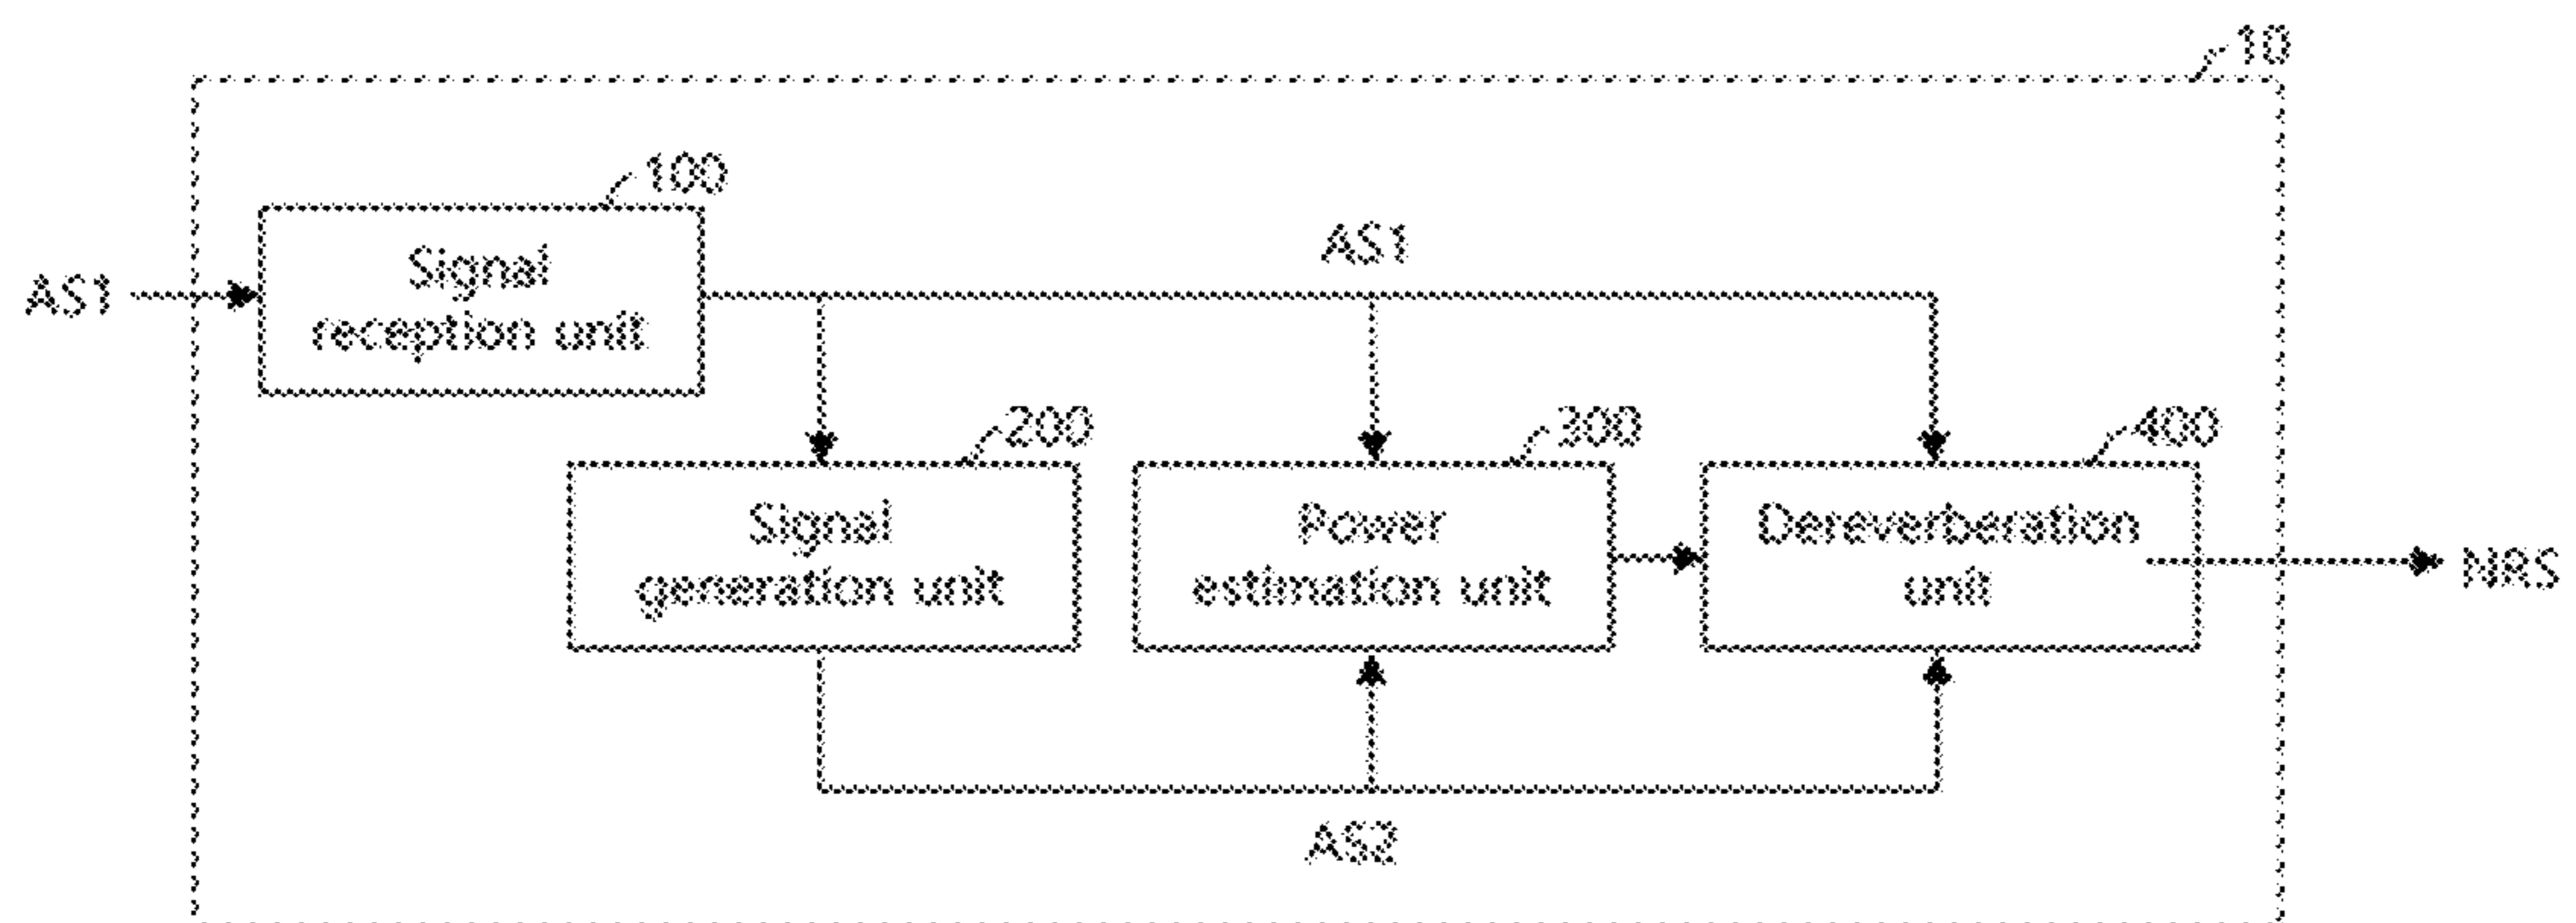 10
100
AS1
Signal
reception unit
AS1
200
300
400
Signal
generation unit
Power
estimation unit
Dereverberation
unit
NRS
AS2